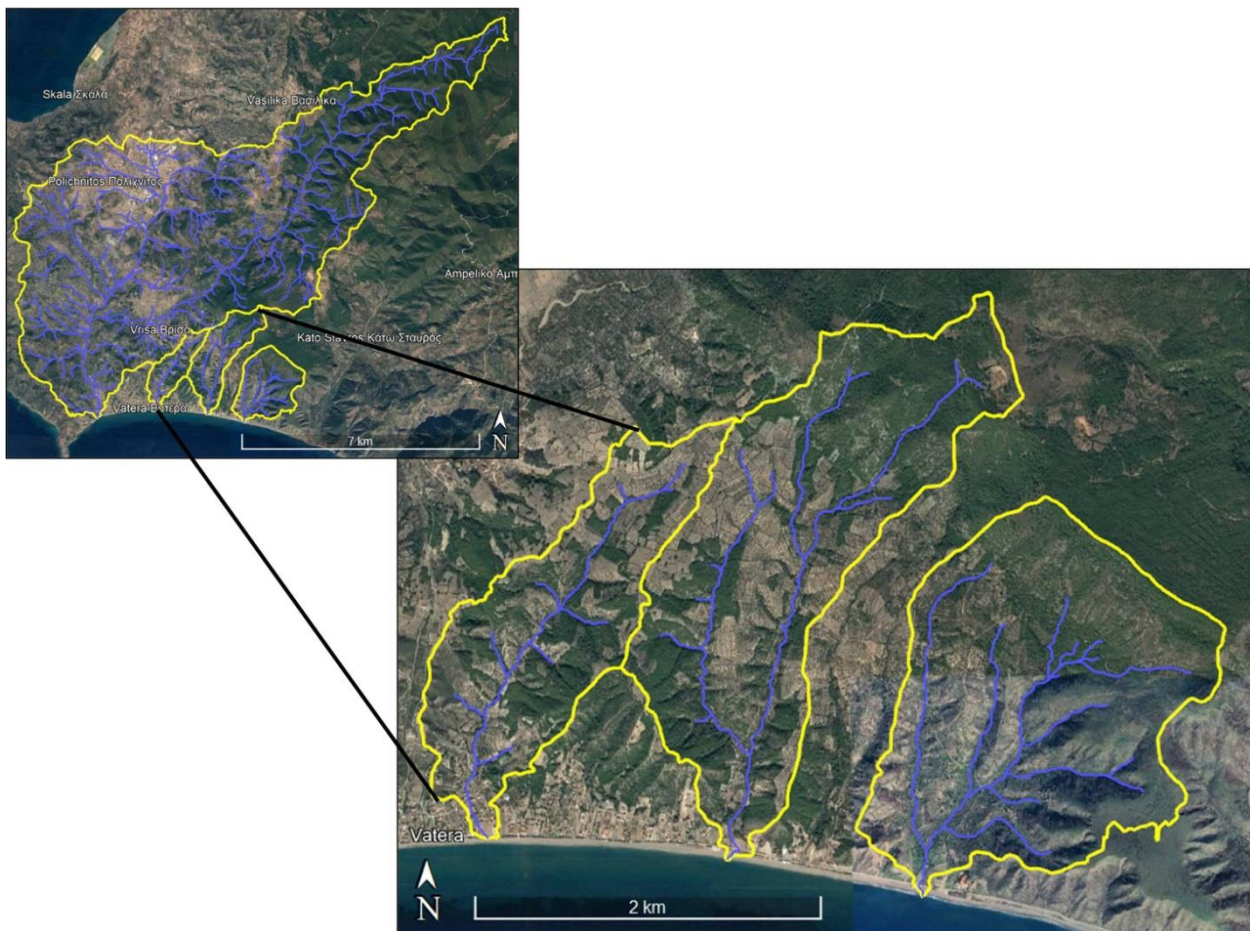 Skala Σκάλα
Vasilika Βασιλικά
Polichnitos Πολιχνίτος
Ampeliko Αμπ
Vrisa Βρίσα
Kato Stavros Κάτω Σταυρός
Vatera Βατερά
7 km
N
Vatera
2 km
N